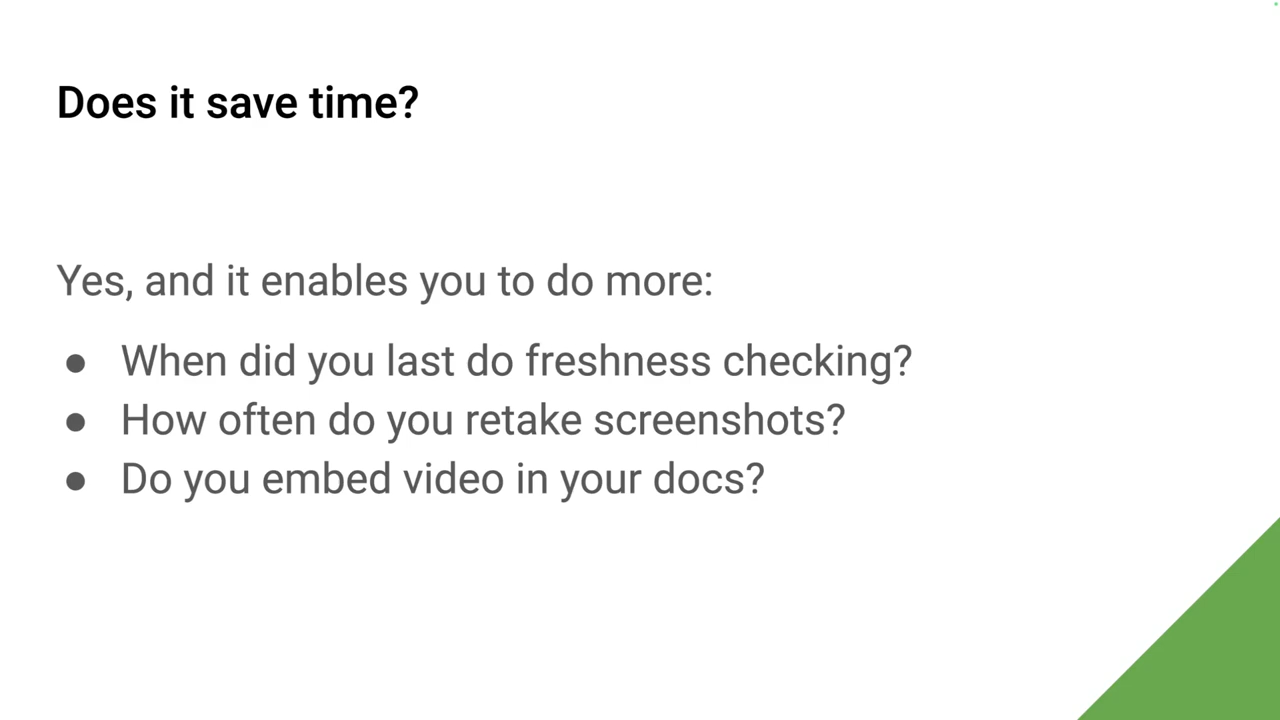 Does it save time?
Yes, and it enables you to do more:
● When did you last do freshness checking?
● How often do you retake screenshots?
● Do you embed video in your docs?